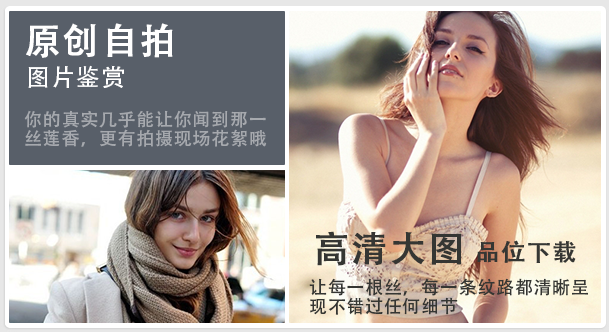 原创自拍
图片鉴赏
你的真实几乎能让你闻到那一
丝莲香，更有拍摄现场花絮哦
高清大图 品位下载
让每一根丝，每一条纹路都清晰呈
现不错过任何细节